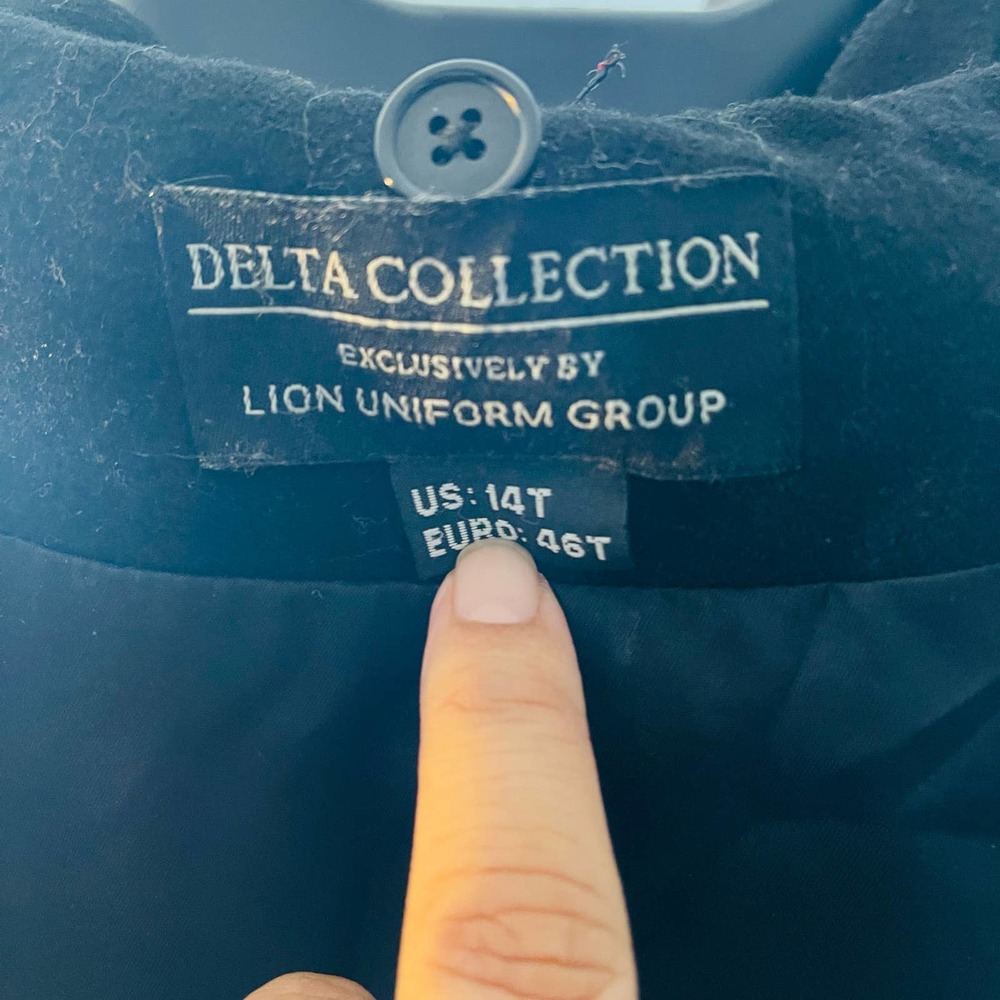 DELTA COLLECTION
EXCLUSIVELY BY
LION UNIFORM GROUP
US: 14T
EURO: 46T